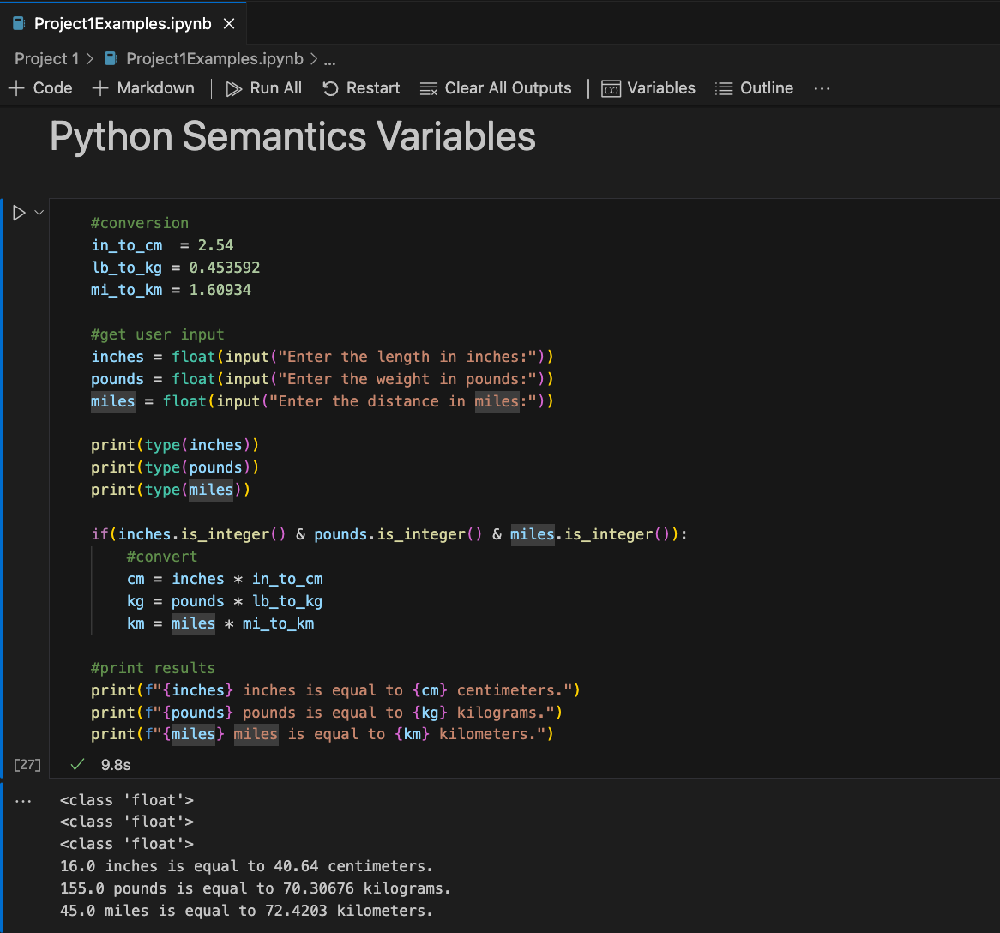 Project1Examples.ipynb
Project 1 > Project1Examples.ipynb > ...
+ Code + Markdown | Run All Restart Clear All Outputs | Variables Outline ...
Python Semantics Variables
#conversion
in_to_cm  = 2.54
lb_to_kg = 0.453592
mi_to_km = 1.60934
#get user input
inches = float(input("Enter the length in inches:"))
pounds = float(input("Enter the weight in pounds:"))
miles = float(input("Enter the distance in miles:"))
print(type(inches))
print(type(pounds))
print(type(miles))
if(inches.is_integer() & pounds.is_integer() & miles.is_integer()):
    #convert
    cm = inches * in_to_cm
    kg = pounds * lb_to_kg
    km = miles * mi_to_km
#print results
print(f"{inches} inches is equal to {cm} centimeters.")
print(f"{pounds} pounds is equal to {kg} kilograms.")
print(f"{miles} miles is equal to {km} kilometers.")
[27] ✓ 9.8s
... <class 'float'>
<class 'float'>
<class 'float'>
16.0 inches is equal to 40.64 centimeters.
155.0 pounds is equal to 70.30676 kilograms.
45.0 miles is equal to 72.4203 kilometers.